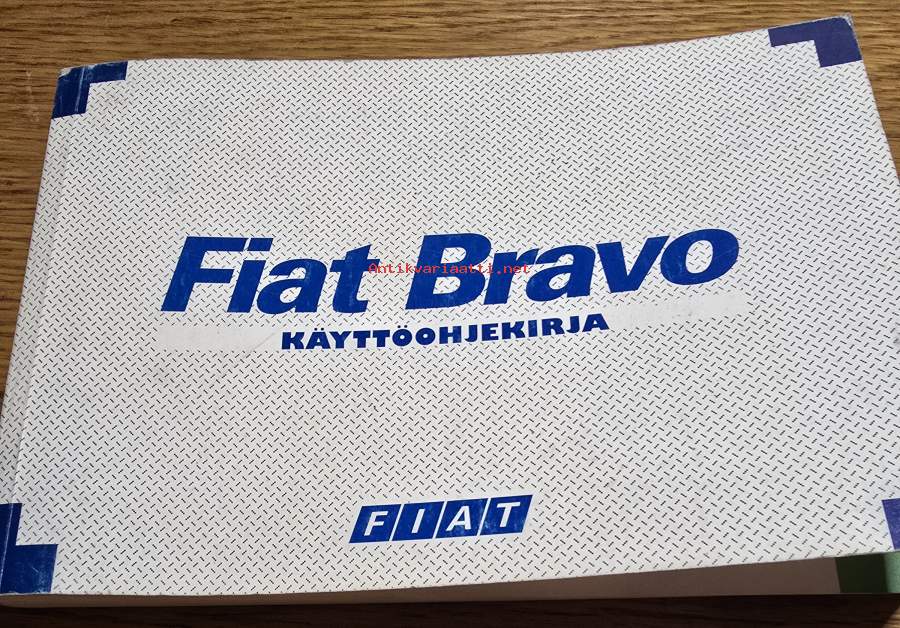 Fiat Bravo
Antikvariaatti.net
KÄYTTÖOHJEKIRJA
FIAT